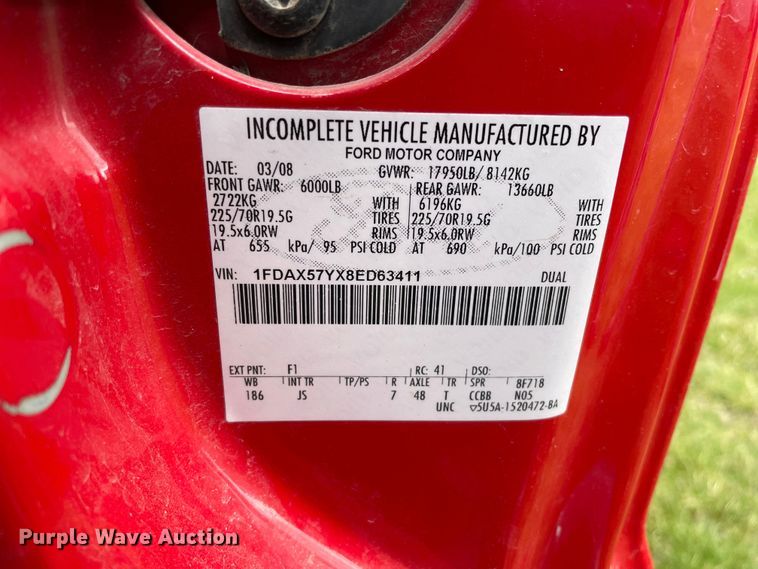 INCOMPLETE VEHICLE MANUFACTURED BY
FORD MOTOR COMPANY
DATE: 03/08 GVWR: 17950LB/ 8142KG
FRONT GAWR: 6000LB REAR GAWR: 13660LB
2722KG WITH 6196KG WITH
225/70R19.5G TIRES 225/70R19.5G TIRES
19.5x6.0RW RIMS 19.5x6.0RW RIMS
AT 655 kPa/ 95 PSI COLD AT 690 kPa/100 PSI COLD
VIN: 1FDAX57YX8ED63411 DUAL
EXT PNT: F1 RC: 41 DSO:
WB INT TR TP/PS R AXLE TR SPR 8F718
186 JS 7 48 T CCBB N05
UNC ▽5U5A-1520472-BA
Purple Wave Auction